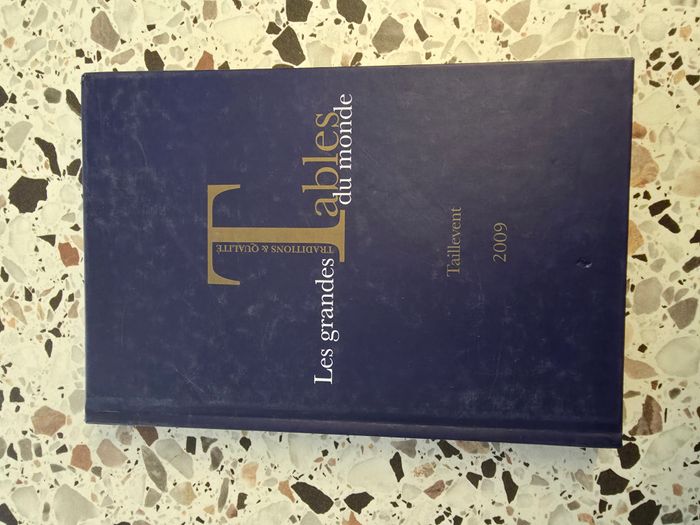 Les grandes
Tables
du monde
TRADITIONS & QUALITÉ
Taillevent
2009